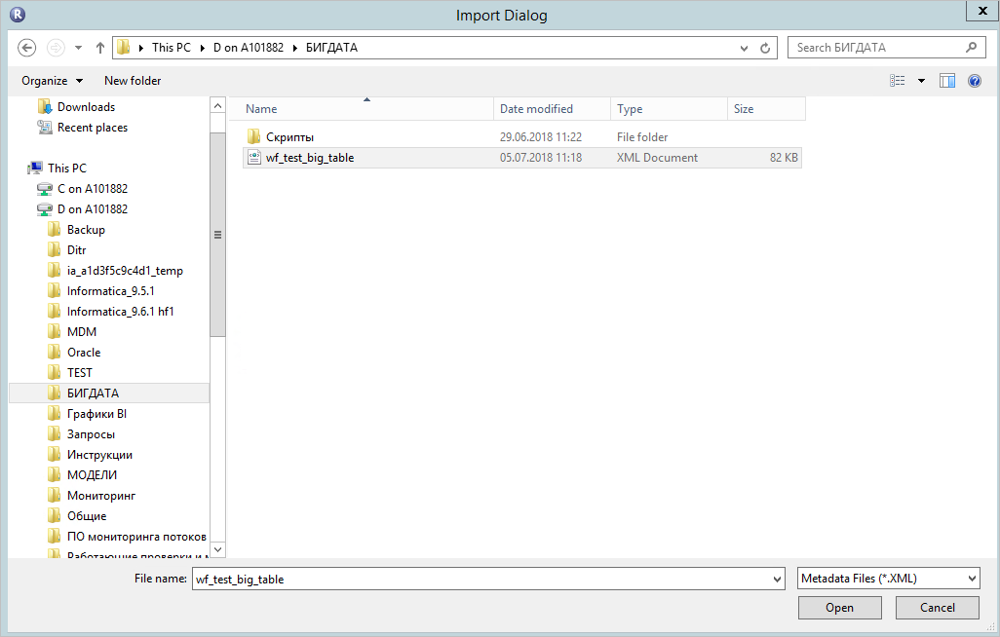 R
Import Dialog
x
This PC D on A101882 БИГДАТА
Search БИГДАТА
Organize New folder
?
Downloads
Recent places
This PC
C on A101882
D on A101882
Backup
Ditr
ia_a1d3f5c9c4d1_temp
Informatica_9.5.1
Informatica_9.6.1 hf1
MDM
Oracle
TEST
БИГДАТА
Графики BI
Запросы
Инструкции
МОДЕЛИ
Мониторинг
Общие
ПО мониторинга потоков
Работающие проверки и м
Name Date modified Type Size
Скрипты 29.06.2018 11:22 File folder
wf_test_big_table 05.07.2018 11:18 XML Document 82 KB
File name: wf_test_big_table Metadata Files (*.XML)
Open Cancel